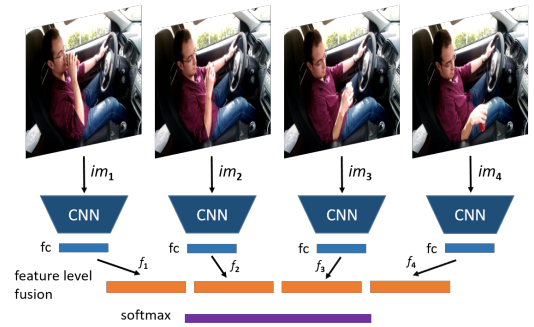 im1 im2 im3 im4
CNN CNN CNN CNN
fc fc fc fc
f1 f2 f3 f4
feature level
fusion
softmax